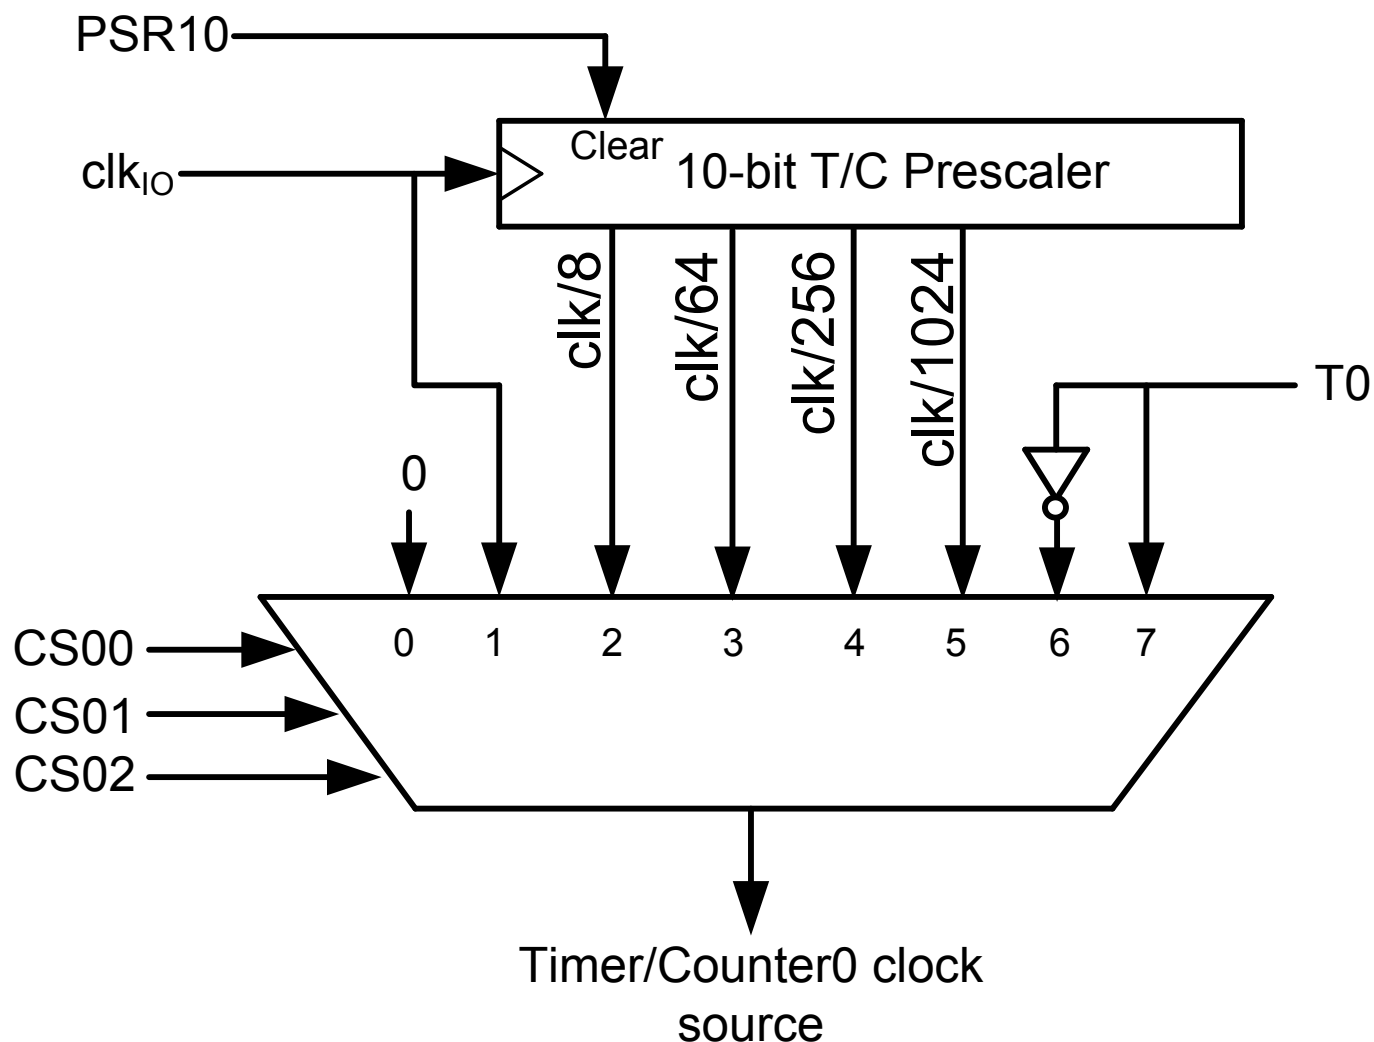 PSR10
Clear
clkIO
10-bit T/C Prescaler
clk/8
clk/64
clk/256
clk/1024
T0
0
0 1 2 3 4 5 6 7
CS00
CS01
CS02
Timer/Counter0 clock
source